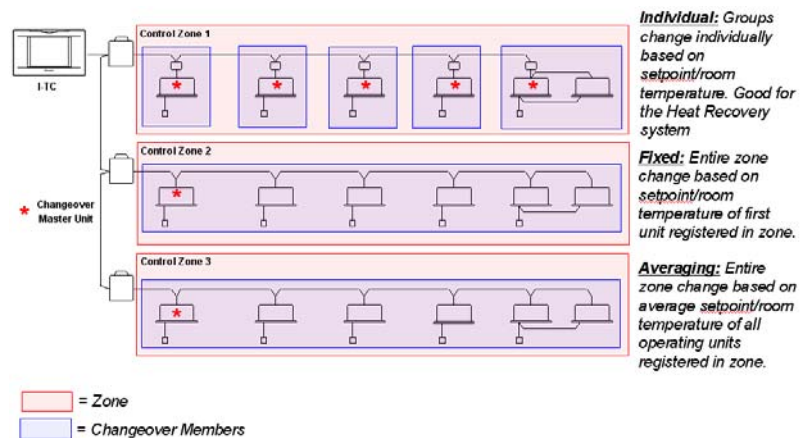 Control Zone 1
I-TC
Individual: Groups
change individually
based on
setpoint/room
temperature. Good for
the Heat Recovery
system
Control Zone 2
* Changeover
Master Unit
Fixed: Entire zone
change based on
setpoint/room
temperature of first
unit registered in zone.
Control Zone 3
Averaging: Entire
zone change based on
average setpoint/room
temperature of all
operating units
registered in zone.
= Zone
= Changeover Members